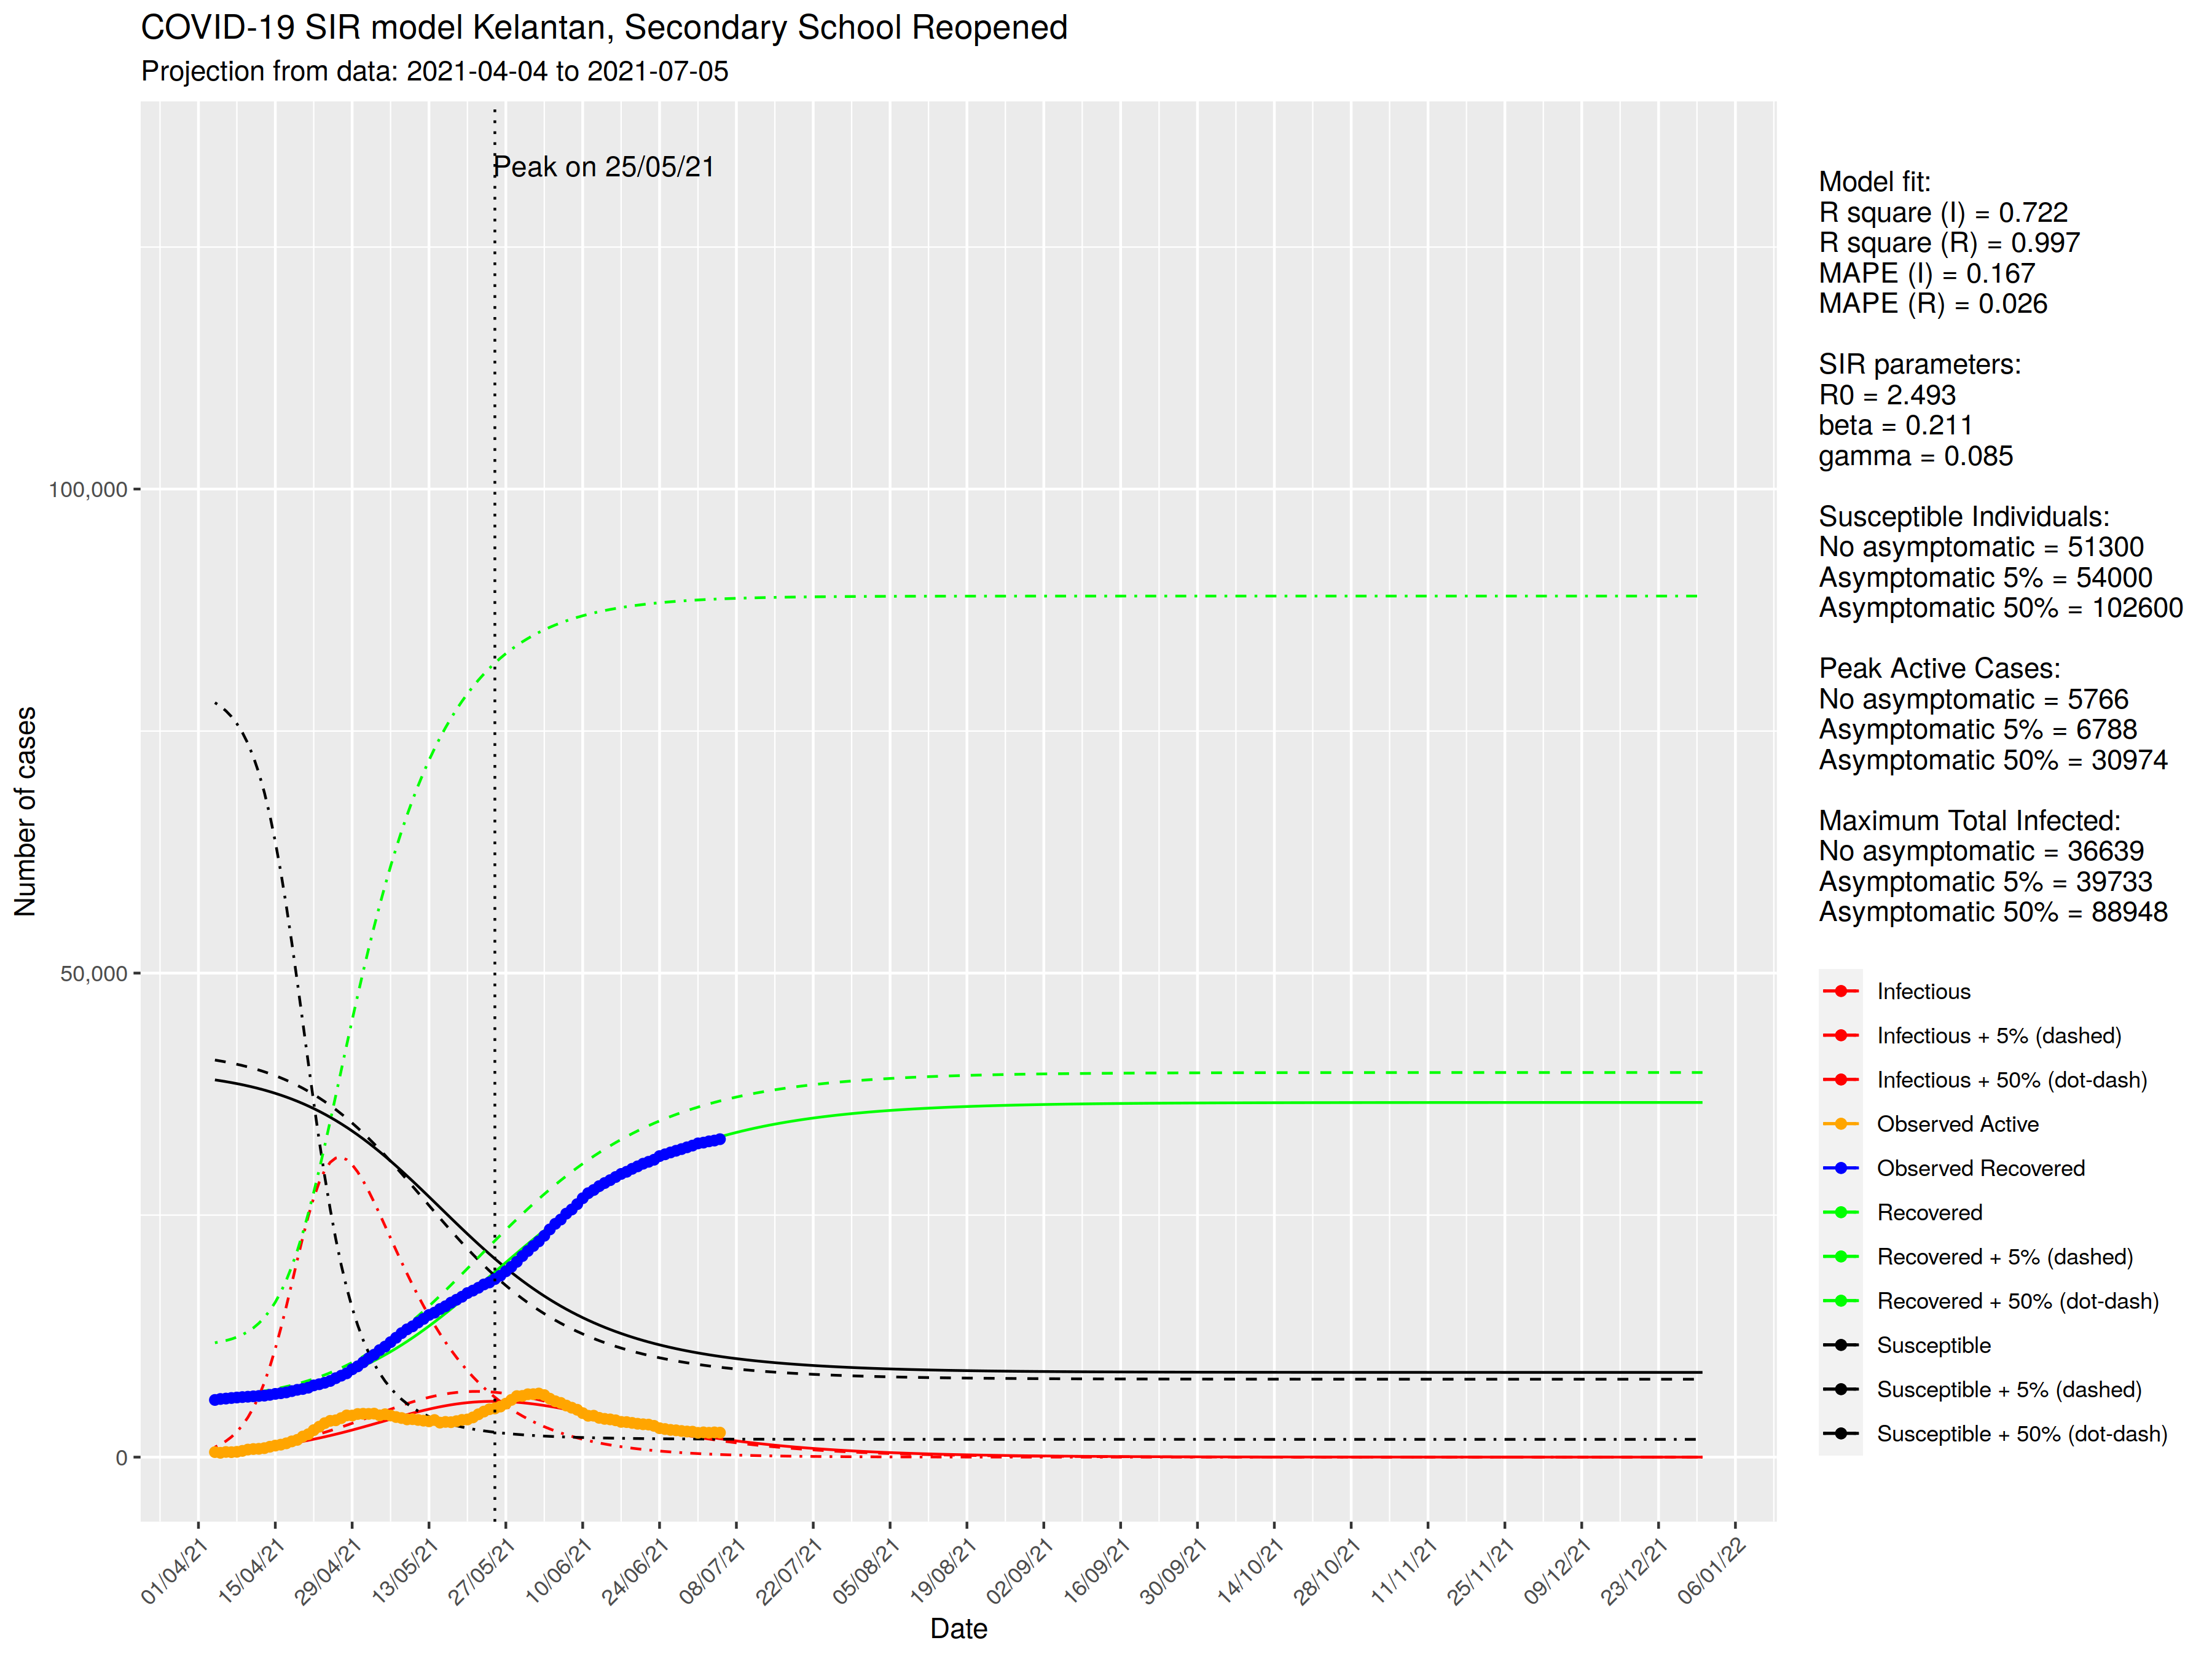 COVID-19 SIR model Kelantan, Secondary School Reopened
Projection from data: 2021-04-04 to 2021-07-05
Peak on 25/05/21
Number of cases
100,000
50,000
0
01/04/21
15/04/21
29/04/21
13/05/21
27/05/21
10/06/21
24/06/21
08/07/21
22/07/21
05/08/21
19/08/21
02/09/21
16/09/21
30/09/21
14/10/21
28/10/21
11/11/21
25/11/21
09/12/21
23/12/21
06/01/22
Date
Model fit:
R square (I) = 0.722
R square (R) = 0.997
MAPE (I) = 0.167
MAPE (R) = 0.026
SIR parameters:
R0 = 2.493
beta = 0.211
gamma = 0.085
Susceptible Individuals:
No asymptomatic = 51300
Asymptomatic 5% = 54000
Asymptomatic 50% = 102600
Peak Active Cases:
No asymptomatic = 5766
Asymptomatic 5% = 6788
Asymptomatic 50% = 30974
Maximum Total Infected:
No asymptomatic = 36639
Asymptomatic 5% = 39733
Asymptomatic 50% = 88948
Infectious
Infectious + 5% (dashed)
Infectious + 50% (dot-dash)
Observed Active
Observed Recovered
Recovered
Recovered + 5% (dashed)
Recovered + 50% (dot-dash)
Susceptible
Susceptible + 5% (dashed)
Susceptible + 50% (dot-dash)